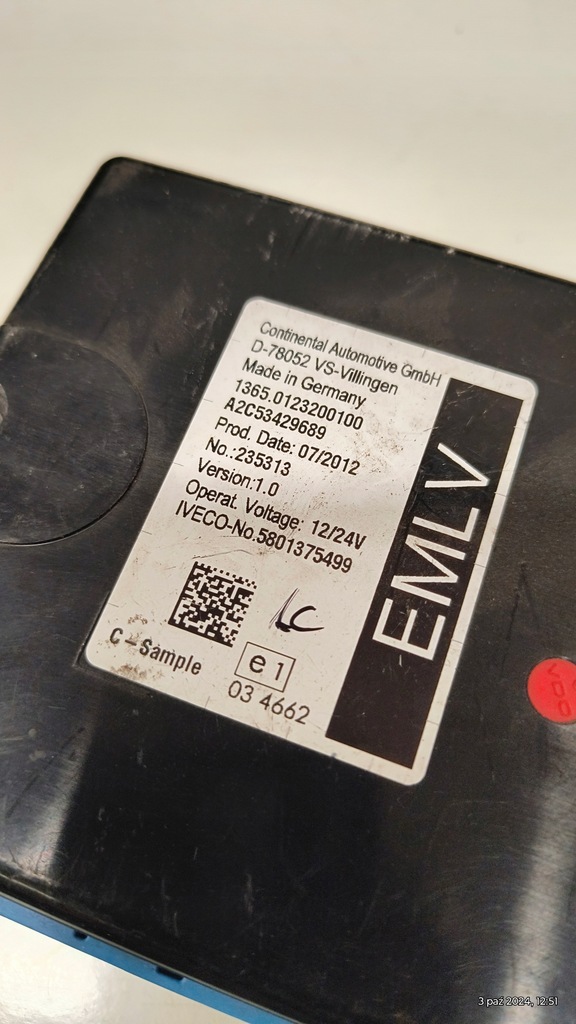 Continental Automotive GmbH
D-78052 VS-Villingen
Made in Germany
1365.0123200100
A2C53429689
Prod. Date: 07/2012
No.:235313
Version:1.0
Operat. Voltage: 12/24V
IVECO-No.5801375499
EMLV
C-Sample
e1
03 4662
3 paź 2024, 12:51